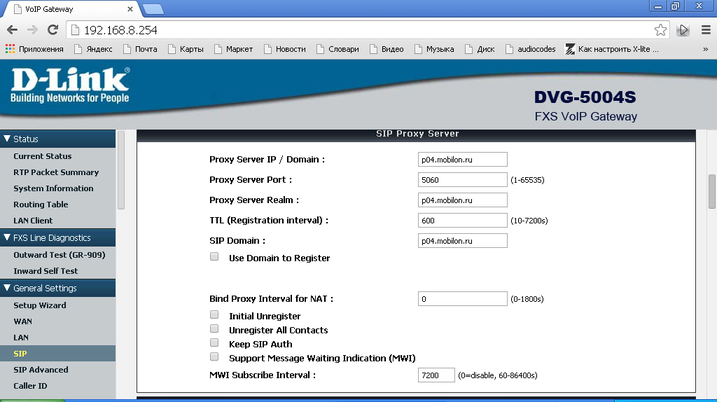 VoIP Gateway
192.168.8.254
Приложения Яндекс Почта Карты Маркет Новости Словари Видео Музыка Диск audiocodes Как настроить X-lite ... »
D-Link®
Building Networks for People
DVG-5004S
FXS VoIP Gateway
Status
Current Status
RTP Packet Summary
System Information
Routing Table
LAN Client
FXS Line Diagnostics
Outward Test (GR-909)
Inward Self Test
General Settings
Setup Wizard
WAN
LAN
SIP
SIP Advanced
Caller ID
SIP Proxy Server
Proxy Server IP / Domain : p04.mobilon.ru
Proxy Server Port : 5060 (1-65535)
Proxy Server Realm : p04.mobilon.ru
TTL (Registration interval) : 600 (10-7200s)
SIP Domain : p04.mobilon.ru
Use Domain to Register
Bind Proxy Interval for NAT : 0 (0-1800s)
Initial Unregister
Unregister All Contacts
Keep SIP Auth
Support Message Waiting Indication (MWI)
MWI Subscribe Interval : 7200 (0=disable, 60-86400s)